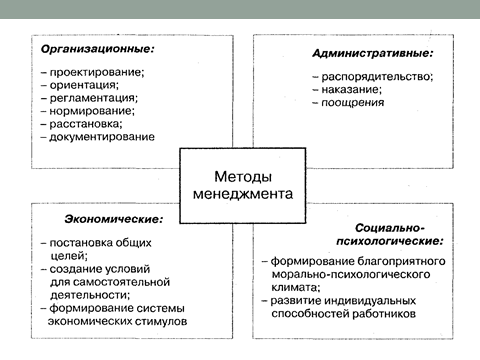 Организационные:
– проектирование;
– ориентация;
– регламентация;
– нормирование;
– расстановка;
– документирование
Административные:
– распорядительство;
– наказание;
– поощрения
Методы
менеджмента
Экономические:
– постановка общих
целей;
– создание условий
для самостоятельной
деятельности;
– формирование системы
экономических стимулов
Социально-
психологические:
– формирование благоприятного
морально-психологического
климата;
– развитие индивидуальных
способностей работников